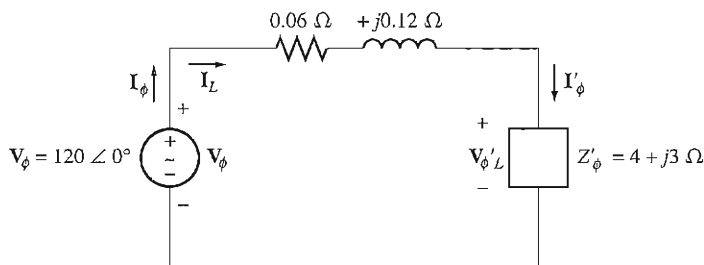 0.06 Ω +j0.12 Ω
I_ϕ I_L I′_ϕ
+ +
V_ϕ = 120 ∠ 0° + ~ − V_ϕ V_ϕ′_L Z′_ϕ = 4 + j3 Ω
− −